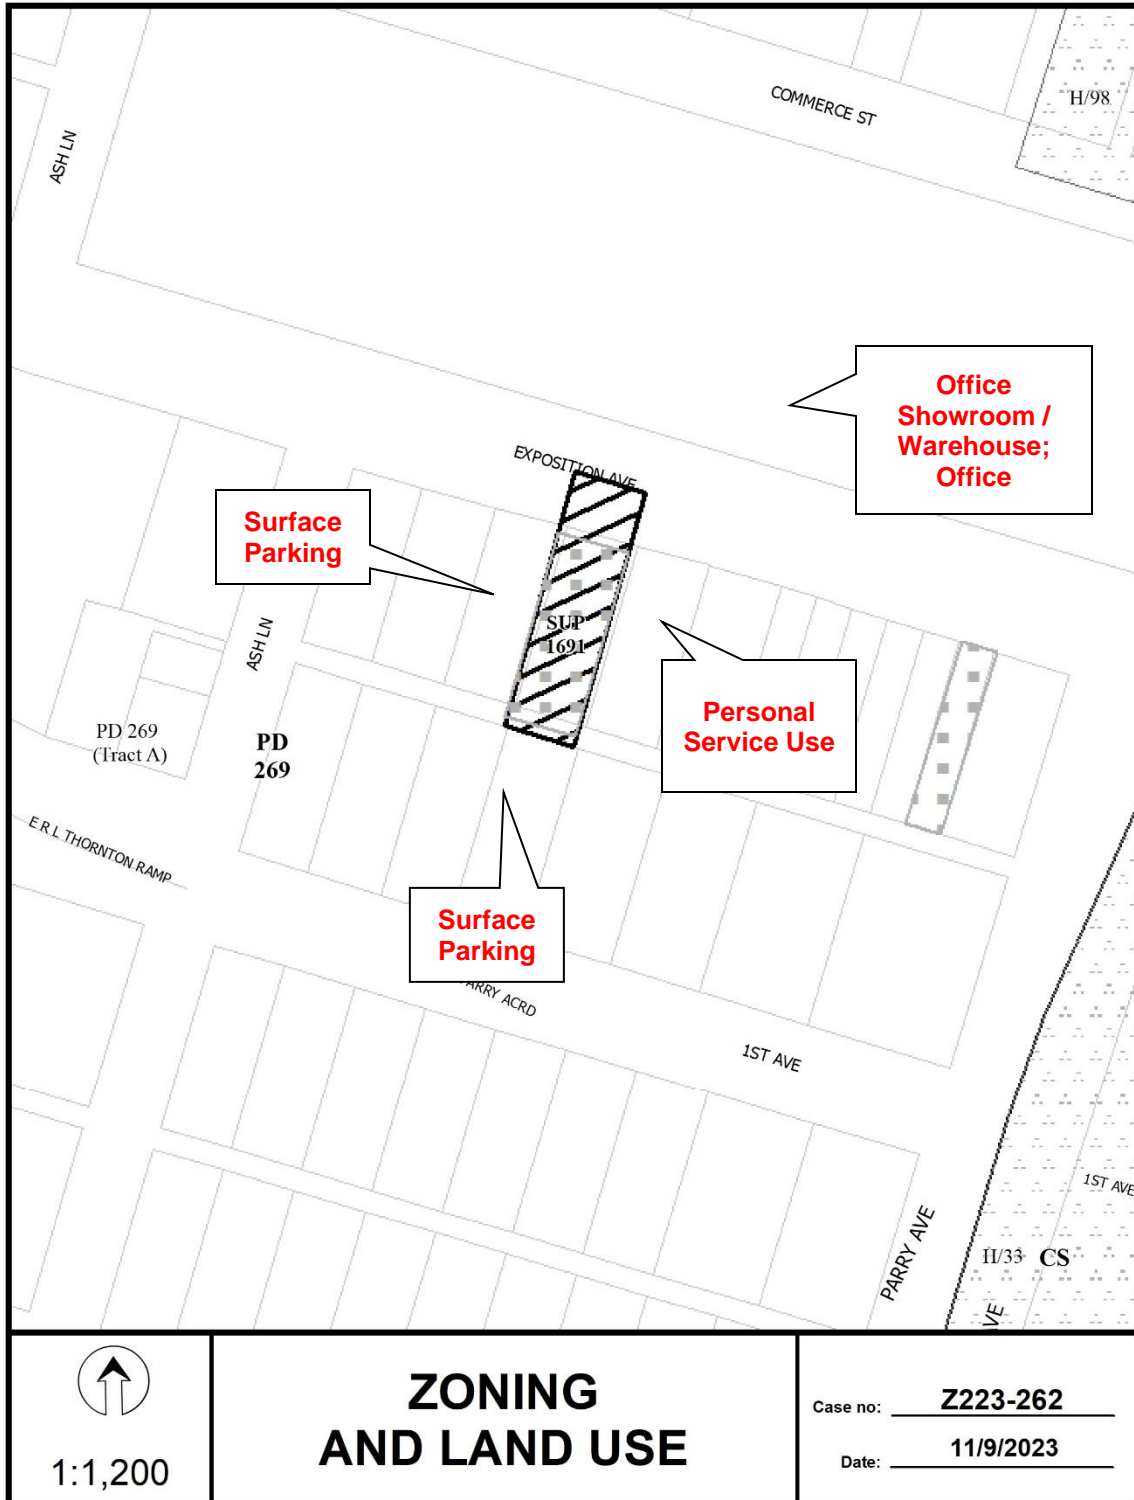 COMMERCE ST
H/98
ASH LN
Office
Showroom /
Warehouse;
Office
EXPOSITION AVE
Surface
Parking
SUP
1691
ASH LN
Personal
Service Use
PD 269
(Tract A)
PD
269
E R L THORNTON RAMP
Surface
Parking
ARRY ACRD
1ST AVE
1ST AVE
PARRY AVE
H/33 CS
VE
1:1,200
ZONING
AND LAND USE
Case no: Z223-262
Date: 11/9/2023